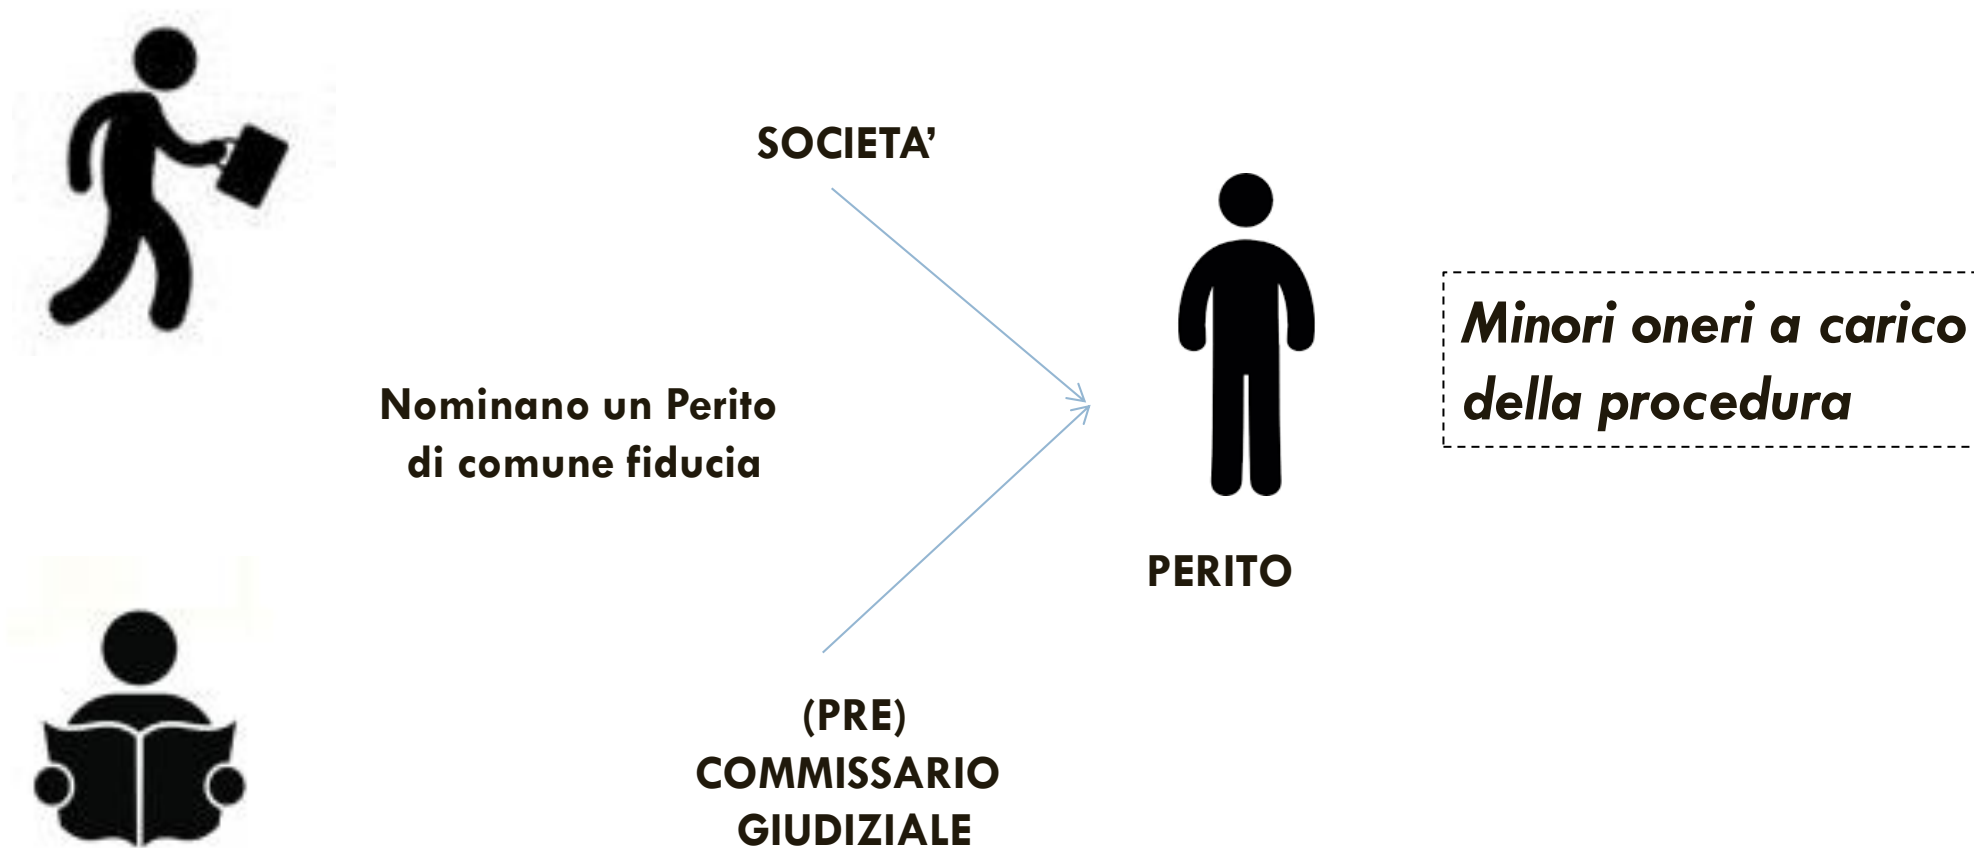 SOCIETA’
Nominano un Perito
di comune fiducia
Minori oneri a carico
della procedura
PERITO
(PRE)
COMMISSARIO
GIUDIZIALE